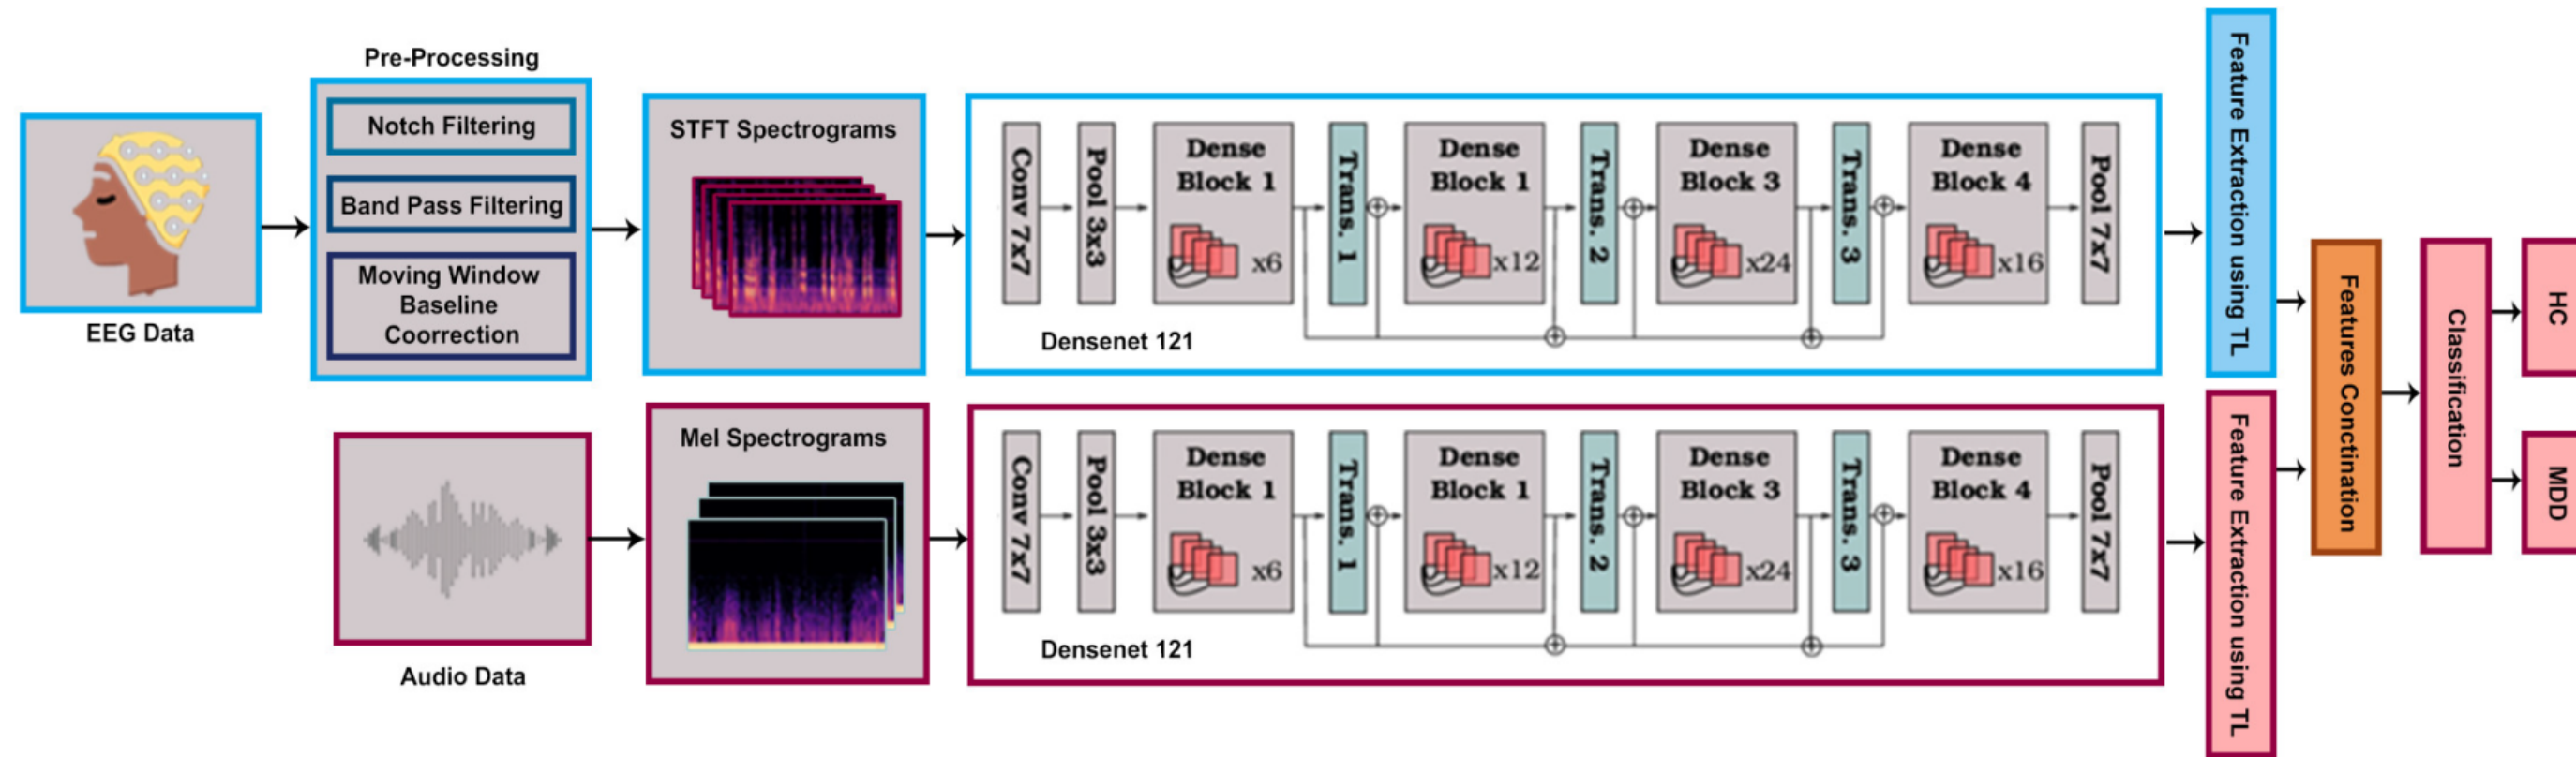 Pre-Processing
Notch Filtering
Band Pass Filtering
Moving Window
Baseline
Coorrection
EEG Data
STFT Spectrograms
Conv 7x7
Pool 3x3
Dense
Block 1
x6
Trans. 1
Dense
Block 1
x12
Trans. 2
Dense
Block 3
x24
Trans. 3
Dense
Block 4
x16
Pool 7x7
Densenet 121
Feature Extraction using TL
Audio Data
Mel Spectrograms
Conv 7x7
Pool 3x3
Dense
Block 1
x6
Trans. 1
Dense
Block 1
x12
Trans. 2
Dense
Block 3
x24
Trans. 3
Dense
Block 4
x16
Pool 7x7
Densenet 121
Feature Extraction using TL
Features Conctination
Classification
HC
MDD